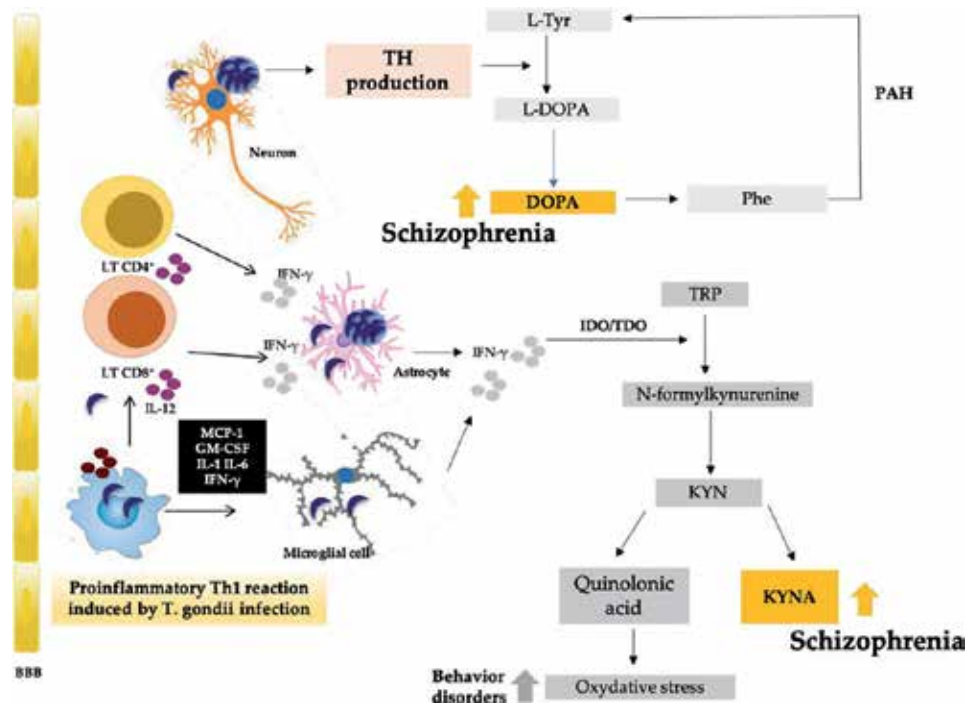 L-Tyr
TH
production
PAH
L-DOPA
Neuron
DOPA
Phe
Schizophrenia
LT CD4+
IFN-γ
TRP
IFN-γ
IDO/TDO
IFN-γ
Astrocyte
LT CD8+
IL-12
N-formylkynurenine
MCP-1
GM-CSF
IL-1 IL-6
IFN-γ
KYN
Microglial cell
Proinflammatory Th1 reaction
induced by T. gondii infection
Quinolonic
acid
KYNA
Schizophrenia
BBB
Behavior
disorders
Oxydative stress